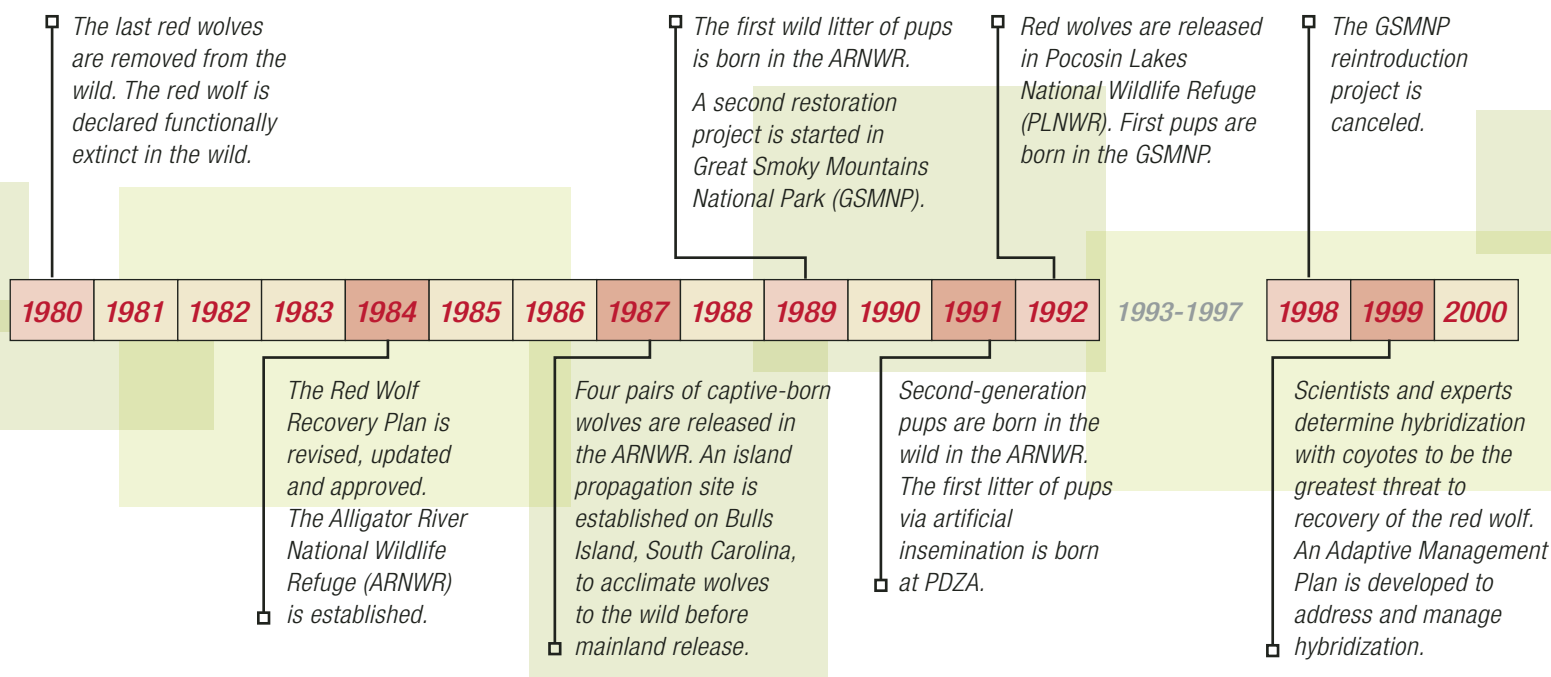 The last red wolves
are removed from the
wild. The red wolf is
declared functionally
extinct in the wild.
The first wild litter of pups
is born in the ARNWR.
A second restoration
project is started in
Great Smoky Mountains
National Park (GSMNP).
Red wolves are released
in Pocosin Lakes
National Wildlife Refuge
(PLNWR). First pups are
born in the GSMNP.
The GSMNP
reintroduction
project is
canceled.
1980 1981 1982 1983 1984 1985 1986 1987 1988 1989 1990 1991 1992 1993-1997 1998 1999 2000
The Red Wolf
Recovery Plan is
revised, updated
and approved.
The Alligator River
National Wildlife
Refuge (ARNWR)
is established.
Four pairs of captive-born
wolves are released in
the ARNWR. An island
propagation site is
established on Bulls
Island, South Carolina,
to acclimate wolves
to the wild before
mainland release.
Second-generation
pups are born in the
wild in the ARNWR.
The first litter of pups
via artificial
insemination is born
at PDZA.
Scientists and experts
determine hybridization
with coyotes to be the
greatest threat to
recovery of the red wolf.
An Adaptive Management
Plan is developed to
address and manage
hybridization.